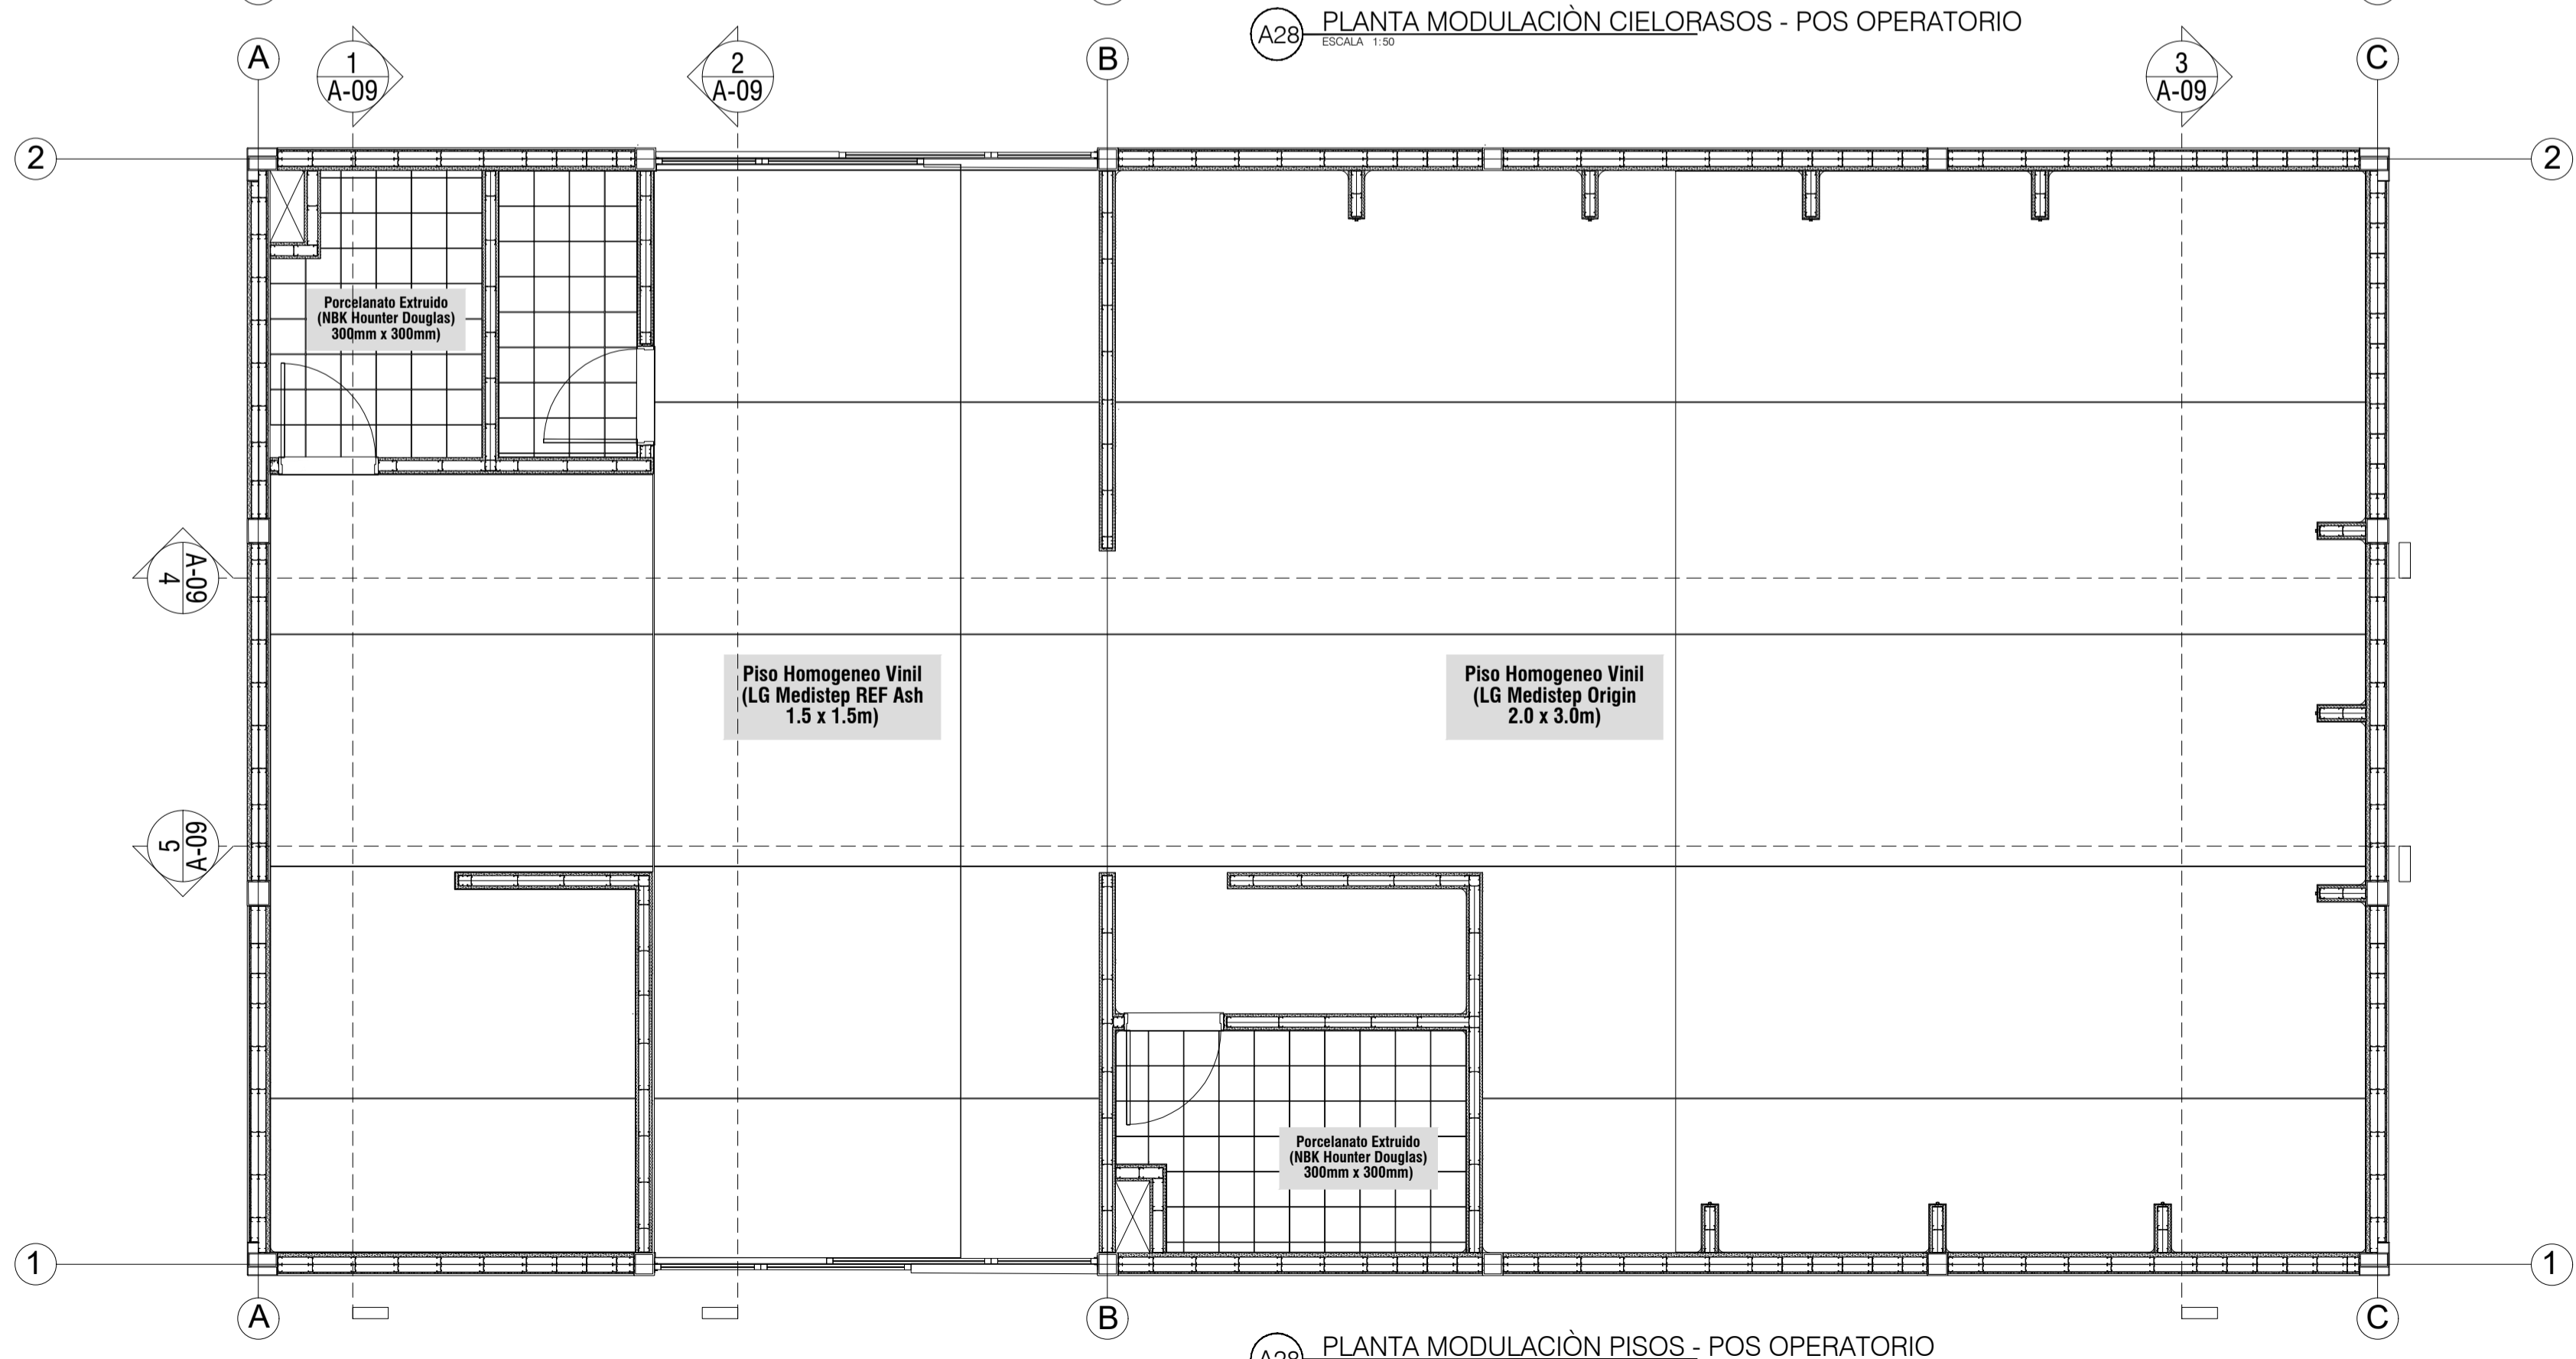 A28 PLANTA MODULACIÒN CIELORASOS - POS OPERATORIO
ESCALA 1:50
A
1
A-09
2
A-09
B
3
A-09
C
2
2
Porcelanato Extruido
(NBK Hounter Douglas)
300mm x 300mm)
4
A-09
Piso Homogeneo Vinil
(LG Medistep REF Ash
1.5 x 1.5m)
Piso Homogeneo Vinil
(LG Medistep Origin
2.0 x 3.0m)
5
A-09
Porcelanato Extruido
(NBK Hounter Douglas)
300mm x 300mm)
1
1
A
B
C
A28 PLANTA MODULACIÒN PISOS - POS OPERATORIO